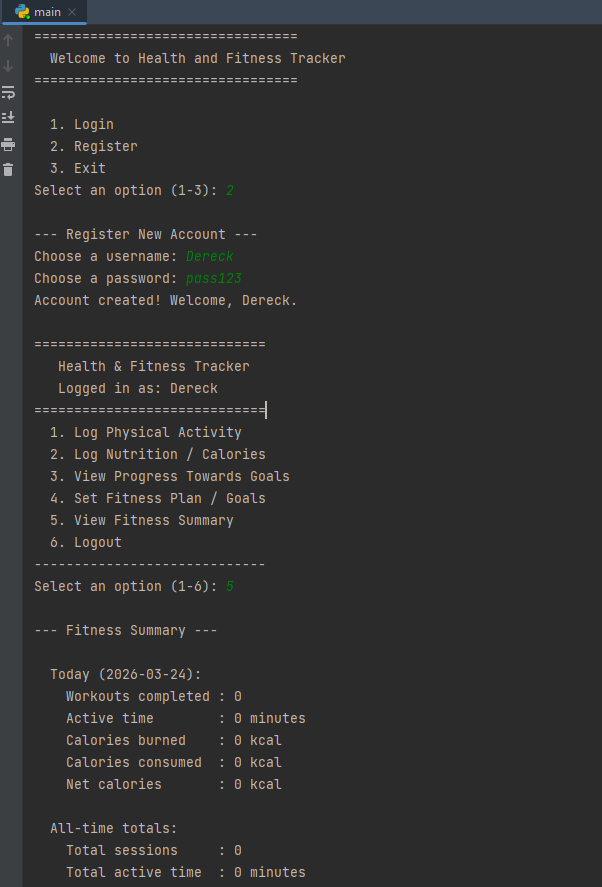 main
=================================
  Welcome to Health and Fitness Tracker
=================================

  1. Login
  2. Register
  3. Exit
Select an option (1-3): 2

--- Register New Account ---
Choose a username: Dereck
Choose a password: pass123
Account created! Welcome, Dereck.

=============================
   Health & Fitness Tracker
   Logged in as: Dereck
=============================
  1. Log Physical Activity
  2. Log Nutrition / Calories
  3. View Progress Towards Goals
  4. Set Fitness Plan / Goals
  5. View Fitness Summary
  6. Logout
-----------------------------
Select an option (1-6): 5

--- Fitness Summary ---

  Today (2026-03-24):
    Workouts completed : 0
    Active time        : 0 minutes
    Calories burned    : 0 kcal
    Calories consumed  : 0 kcal
    Net calories       : 0 kcal

  All-time totals:
    Total sessions     : 0
    Total active time  : 0 minutes